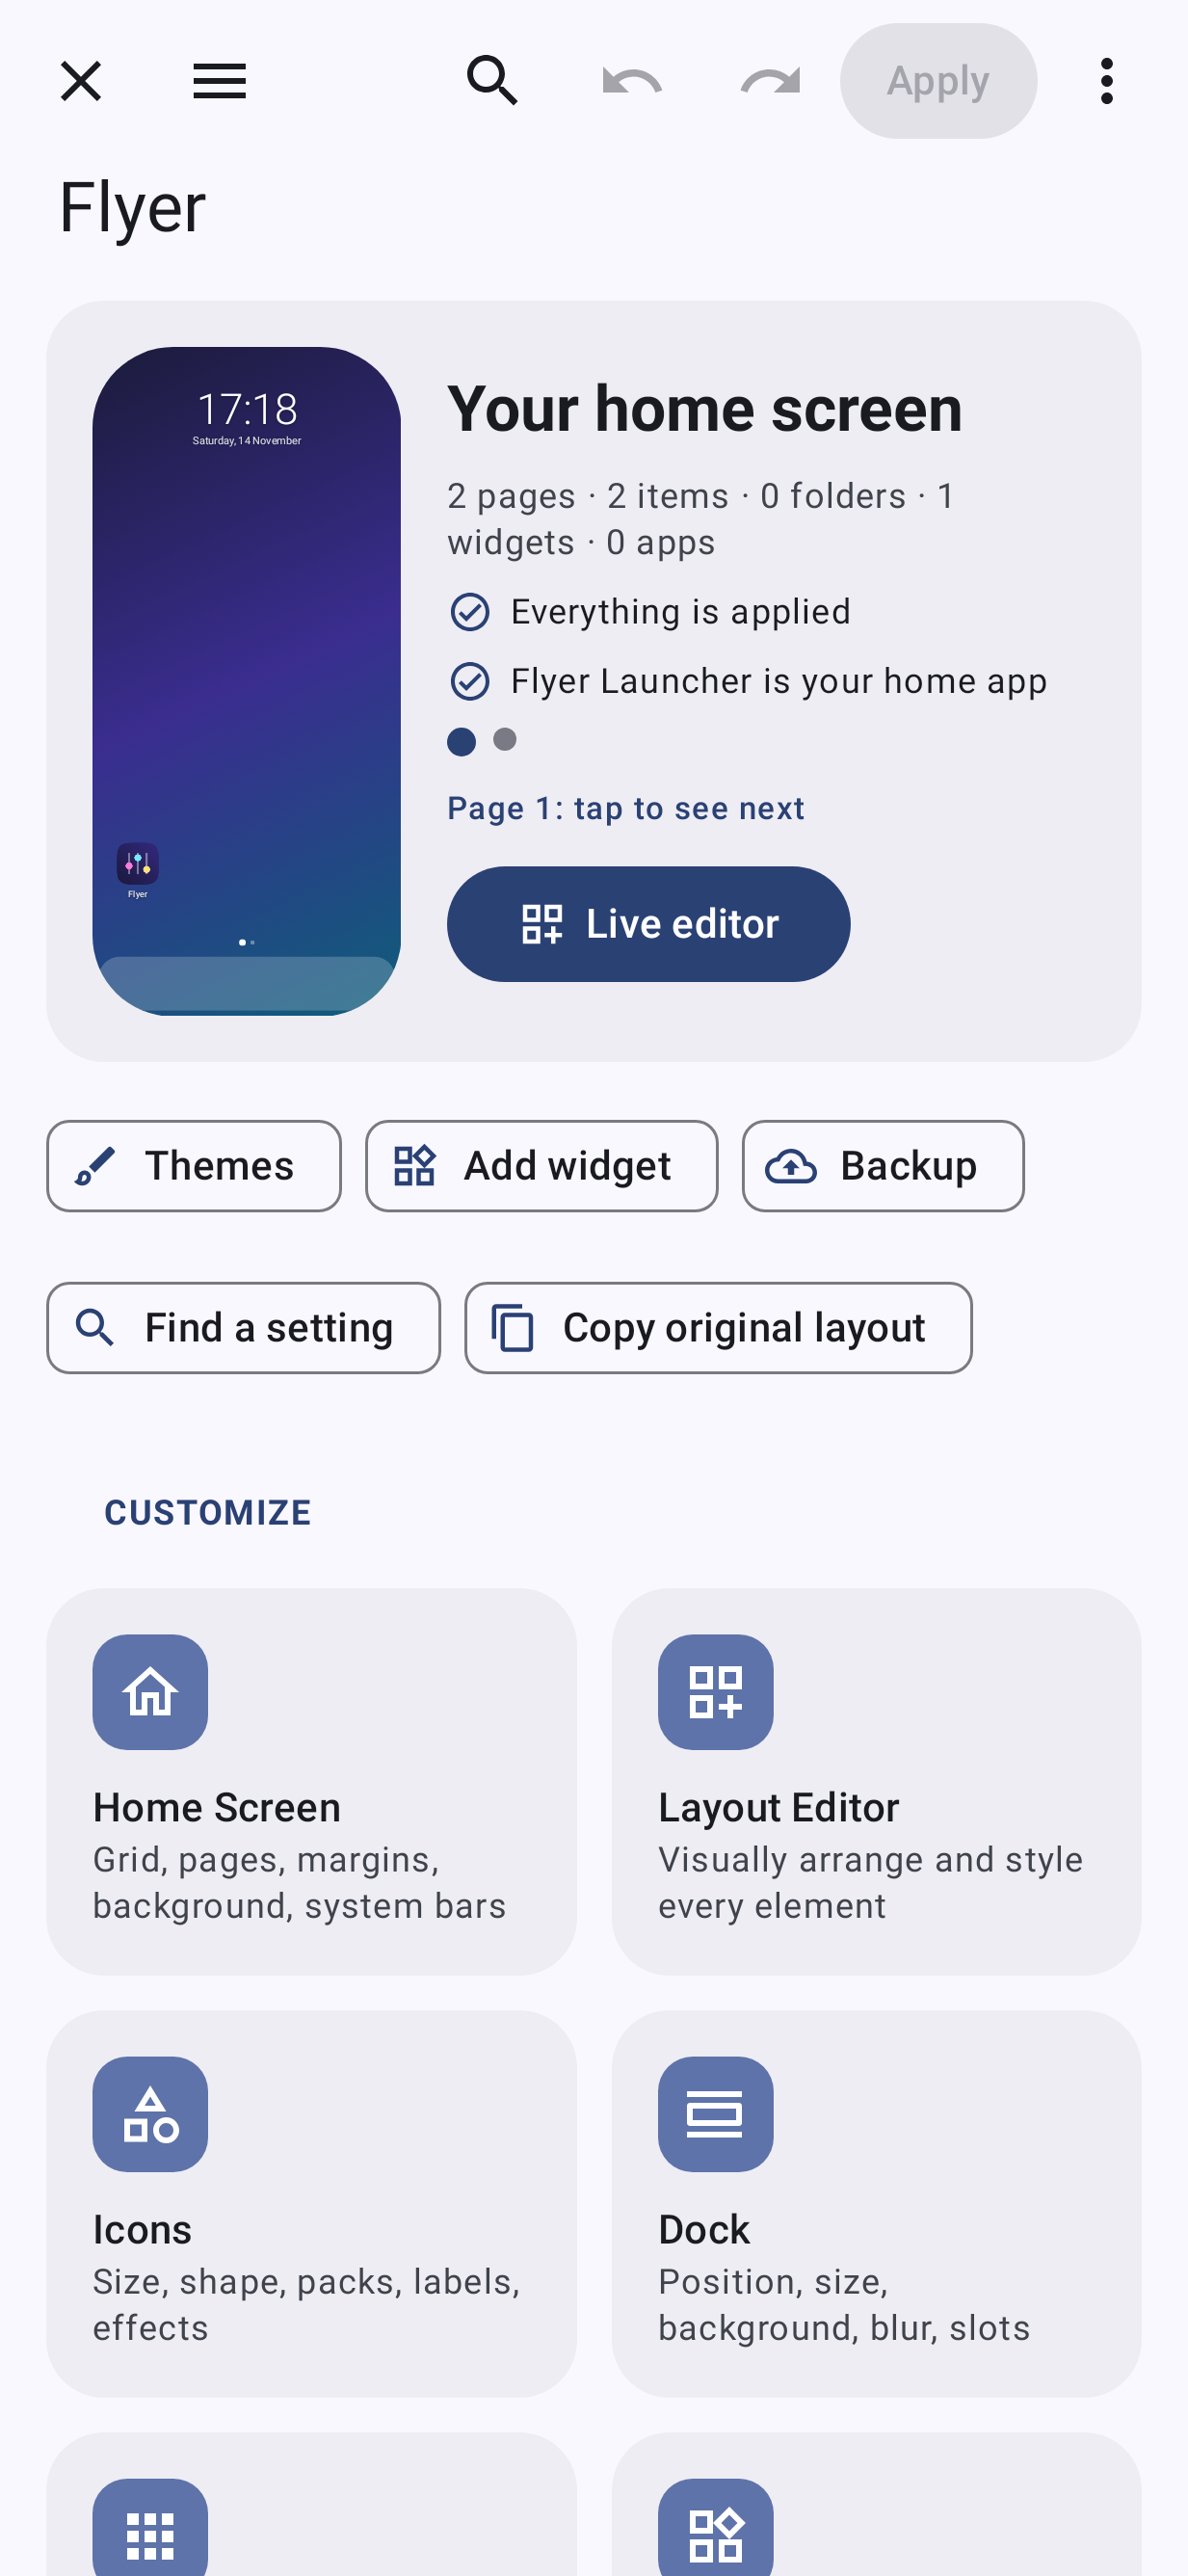 Apply
Flyer
17:18
Saturday, 14 November
Flyer
Your home screen
2 pages · 2 items · 0 folders · 1
widgets · 0 apps
Everything is applied
Flyer Launcher is your home app
Page 1: tap to see next
Live editor
Themes
Add widget
Backup
Find a setting
Copy original layout
CUSTOMIZE
Home Screen
Grid, pages, margins,
background, system bars
Layout Editor
Visually arrange and style
every element
Icons
Size, shape, packs, labels,
effects
Dock
Position, size,
background, blur, slots